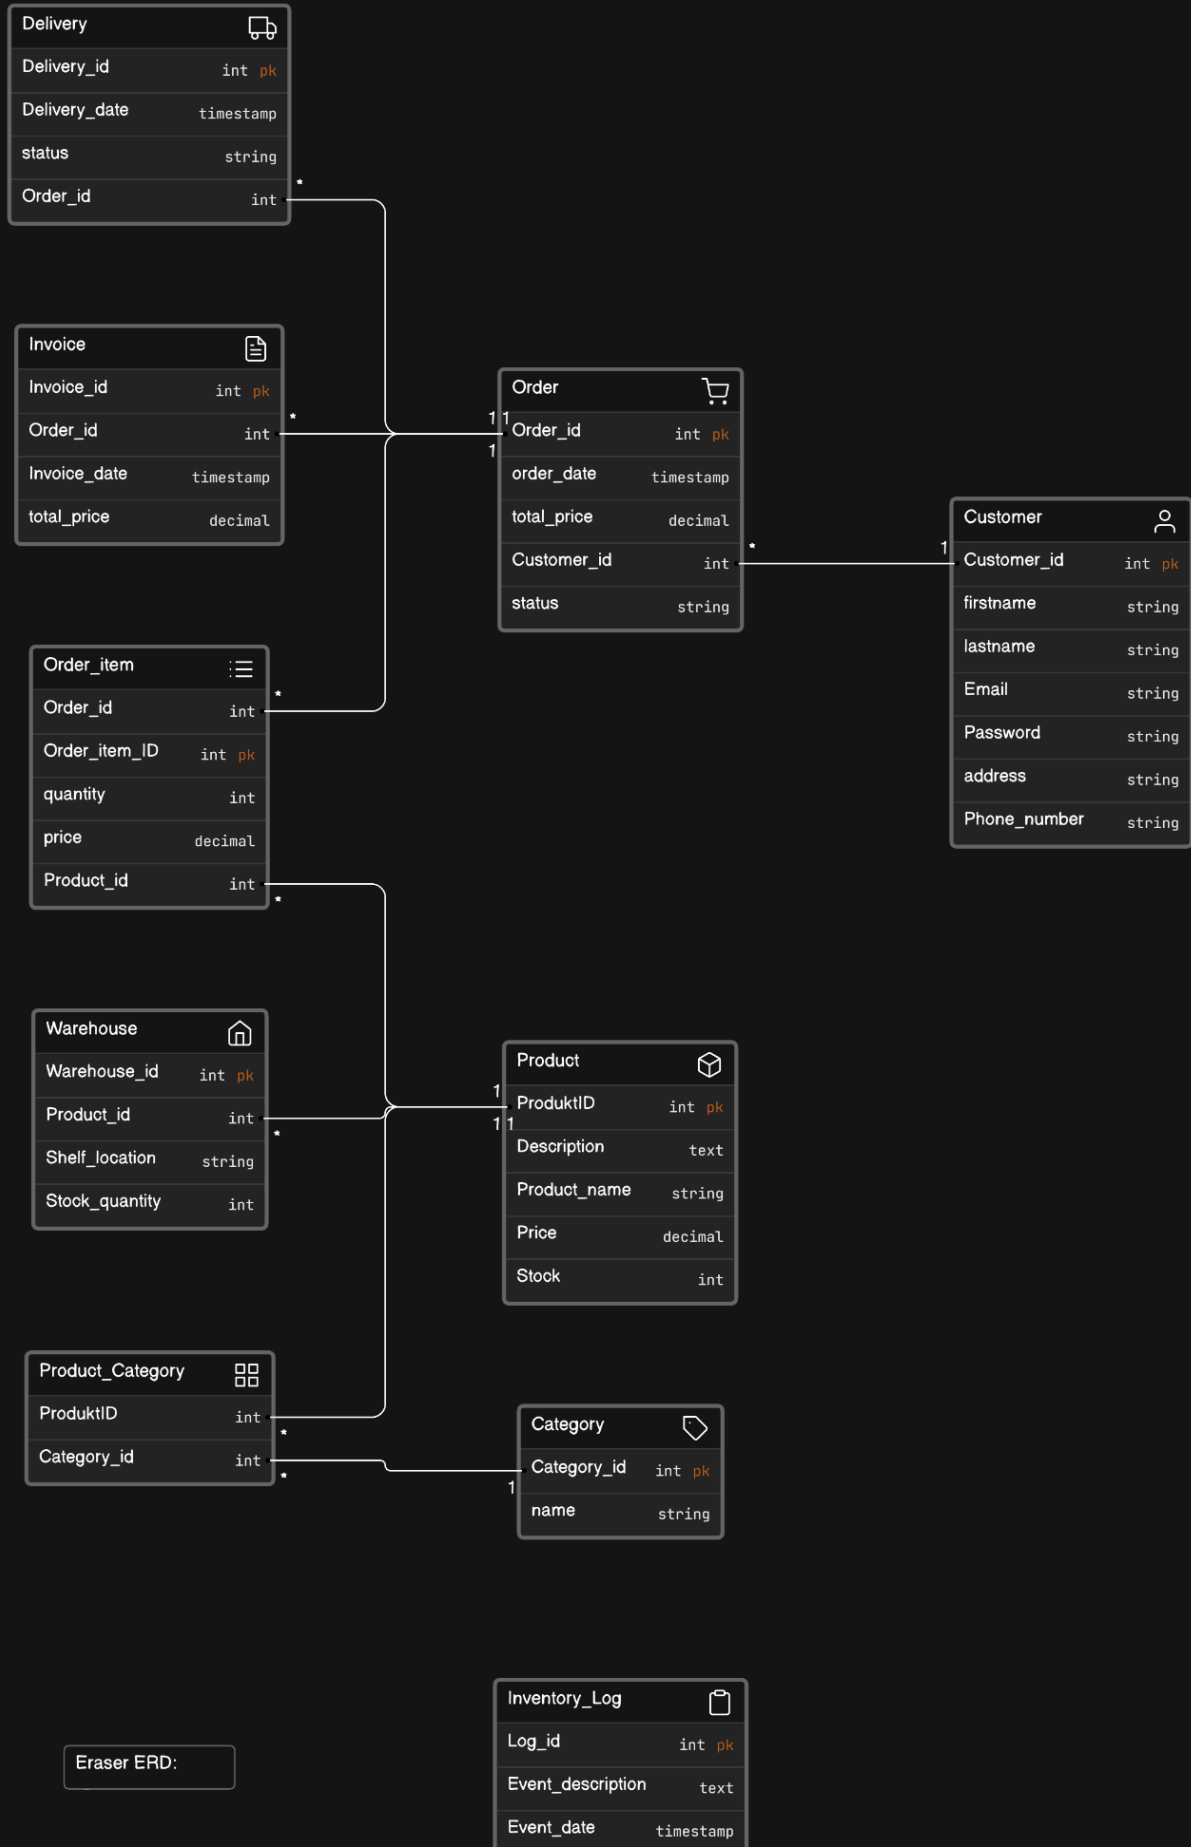 Delivery
Delivery_id int pk
Delivery_date timestamp
status string
Order_id int
*
Invoice
Invoice_id int pk
Order_id int
Invoice_date timestamp
total_price decimal
*
Order
Order_id int pk
order_date timestamp
total_price decimal
Customer_id int
status string
1 1
1
*
1
Customer
Customer_id int pk
firstname string
lastname string
Email string
Password string
address string
Phone_number string
Order_item
Order_id int
Order_item_ID int pk
quantity int
price decimal
Product_id int
*
*
Warehouse
Warehouse_id int pk
Product_id int
Shelf_location string
Stock_quantity int
*
Product
ProduktID int pk
Description text
Product_name string
Price decimal
Stock int
1
1 1
Product_Category
ProduktID int
Category_id int
*
*
Category
Category_id int pk
name string
1
Inventory_Log
Log_id int pk
Event_description text
Event_date timestamp
Eraser ERD: